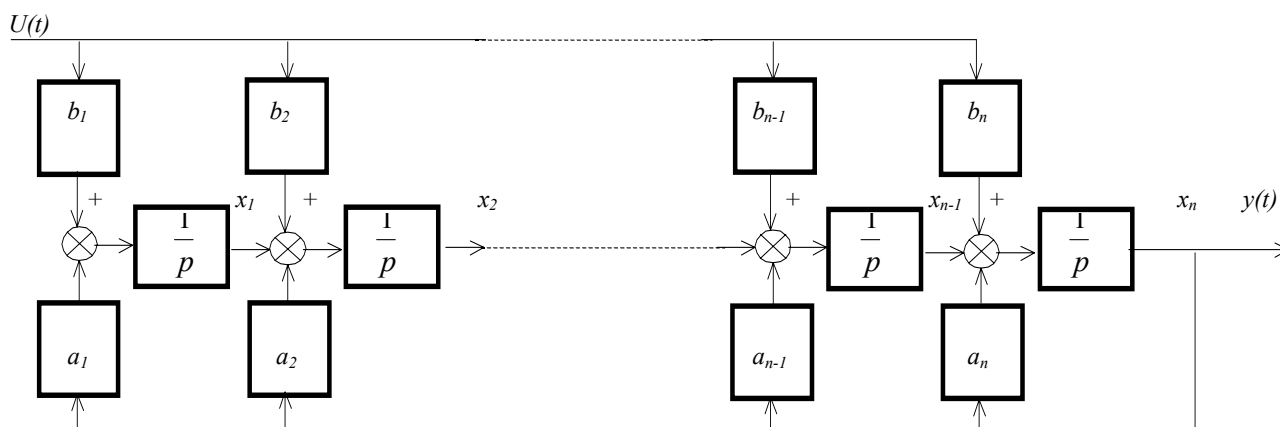 U(t)
b₁ b₂ bₙ₋₁ bₙ
+ + + +
x₁ x₂ xₙ₋₁ xₙ y(t)
1 1 1 1
p p p p
a₁ a₂ aₙ₋₁ aₙ